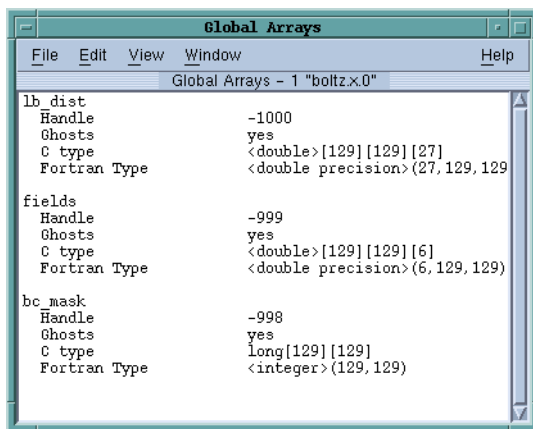 Global Arrays
File Edit View Window Help
Global Arrays - 1 "boltz.x.0"
lb_dist
Handle -1000
Ghosts yes
C type <double>[129][129][27]
Fortran Type <double precision>(27,129,129
fields
Handle -999
Ghosts yes
C type <double>[129][129][6]
Fortran Type <double precision>(6,129,129)
bc_mask
Handle -998
Ghosts yes
C type long[129][129]
Fortran Type <integer>(129,129)